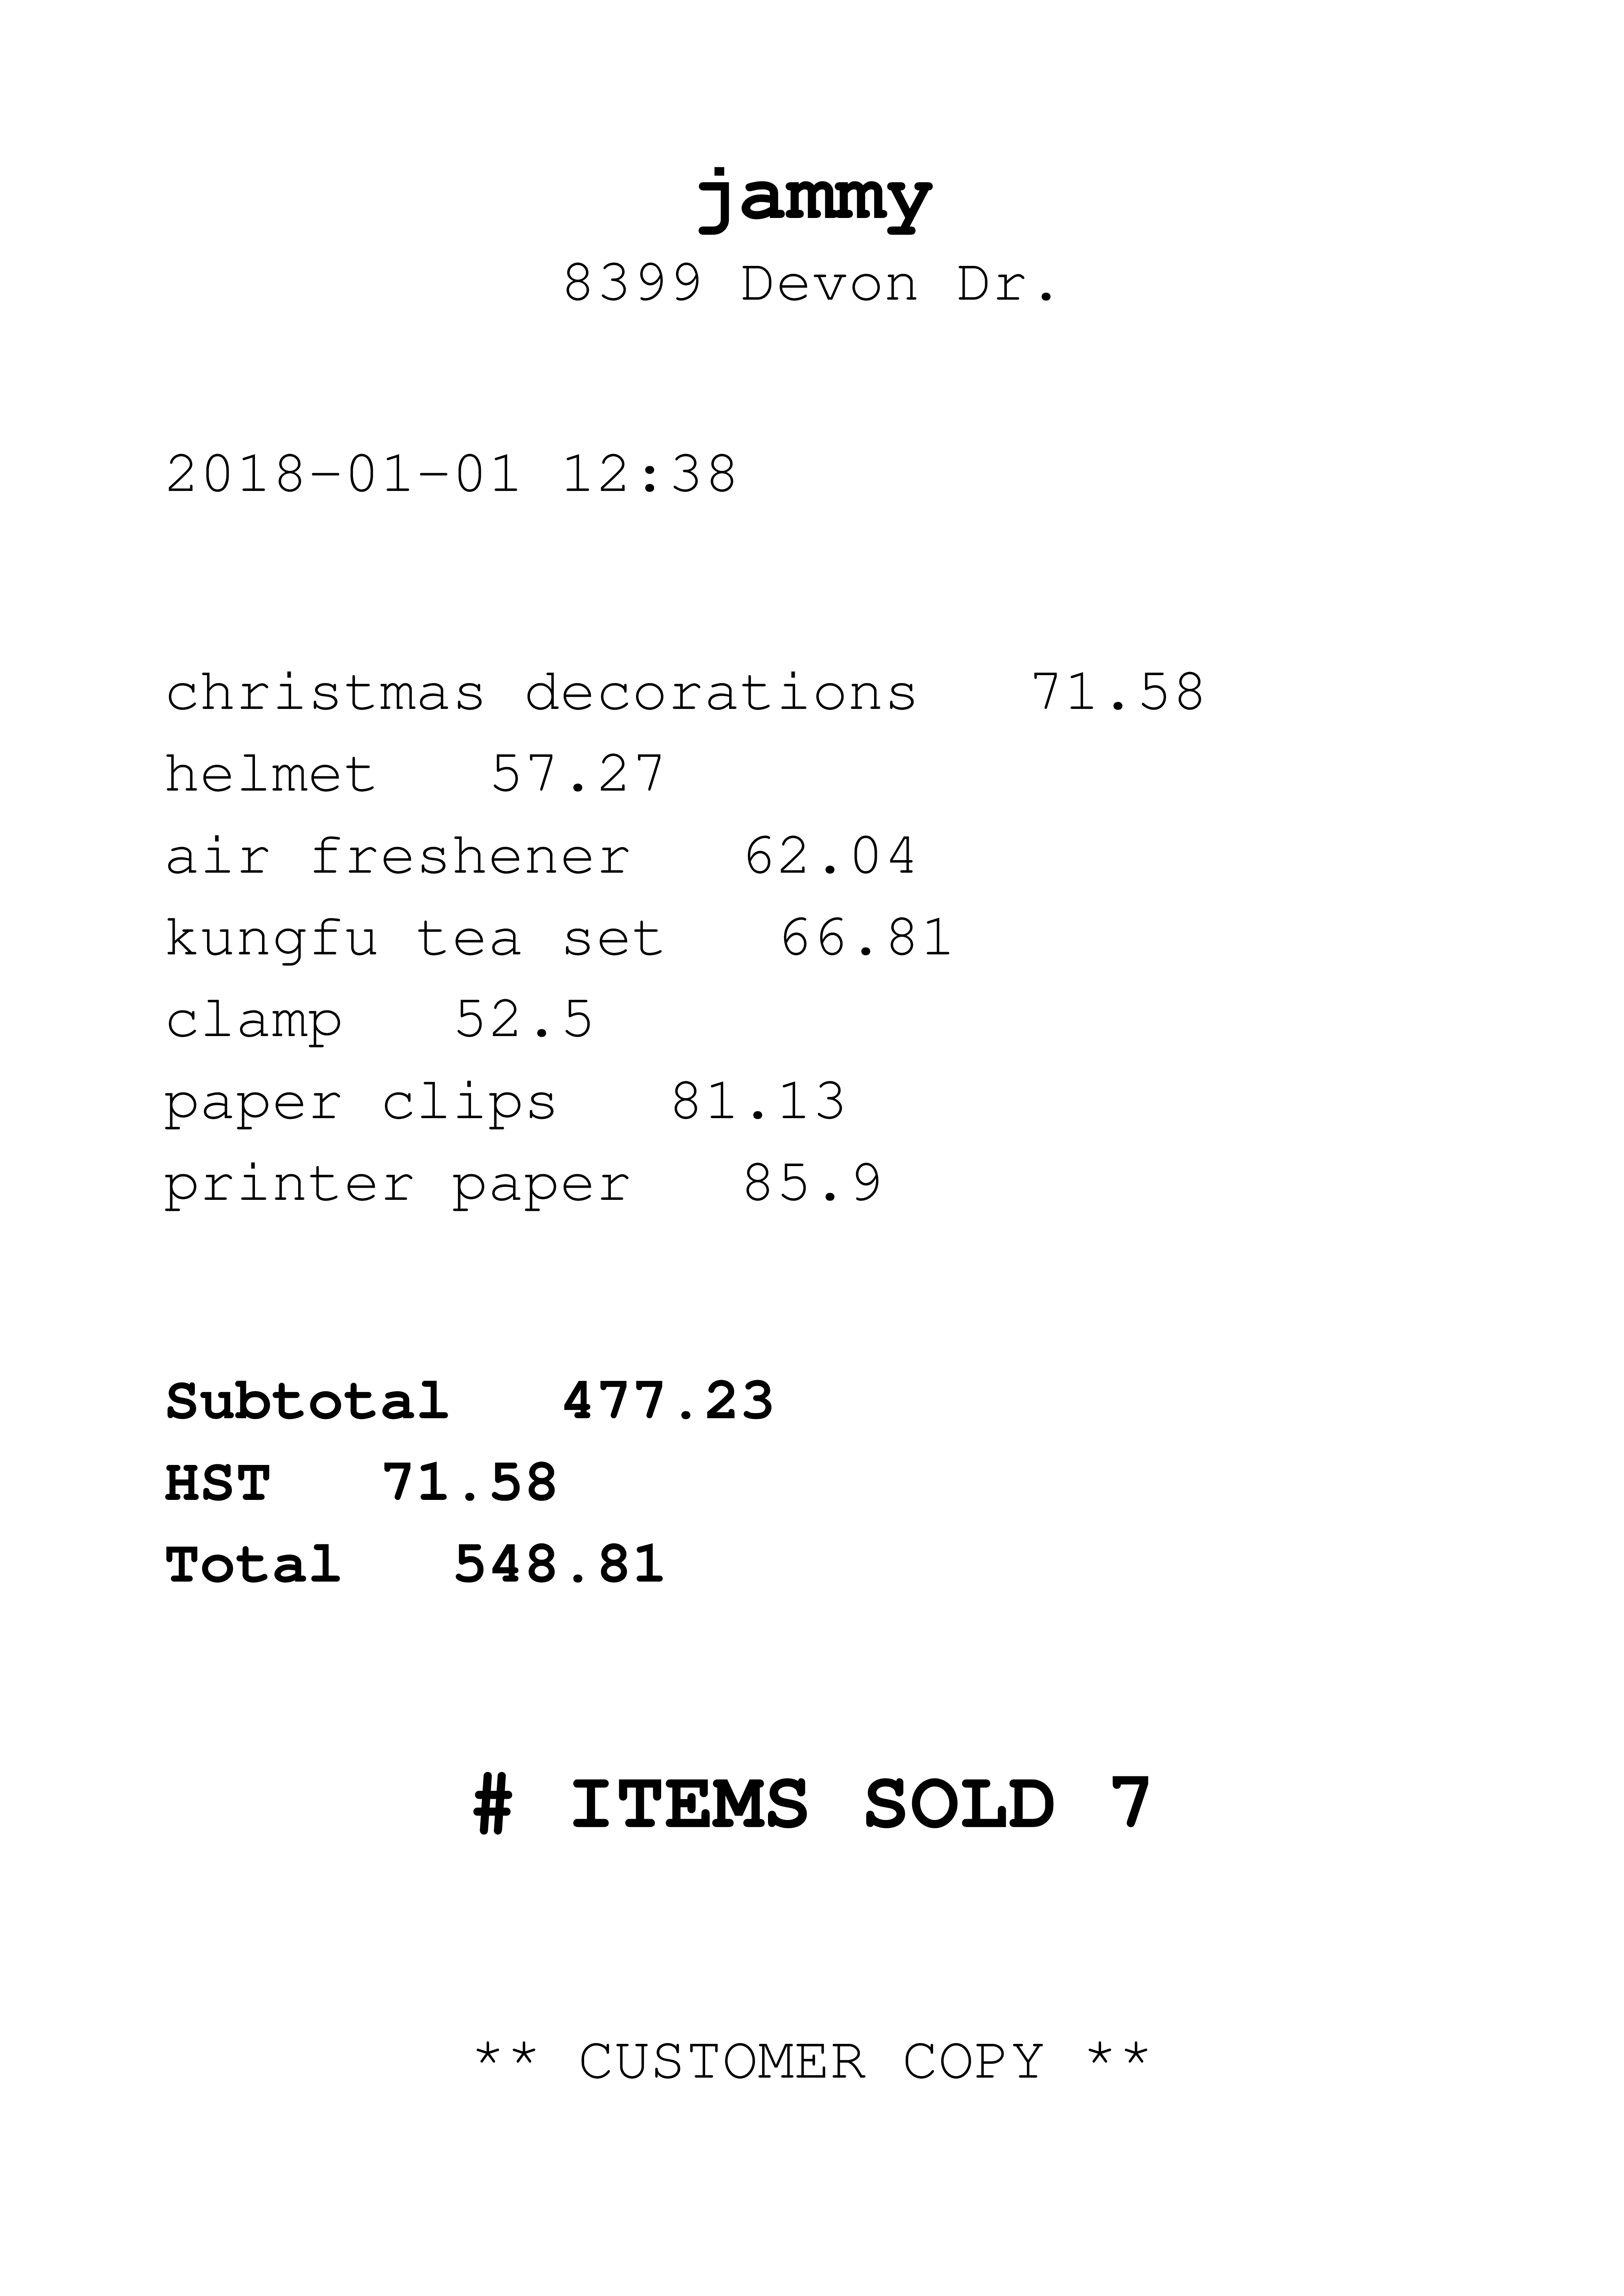 jammy
8399 Devon Dr.
2018-01-01 12:38
christmas decorations 71.58
helmet 57.27
air freshener 62.04
kungfu tea set 66.81
clamp 52.5
paper clips 81.13
printer paper 85.9
Subtotal 477.23
HST 71.58
Total 548.81
# ITEMS SOLD 7
** CUSTOMER COPY **